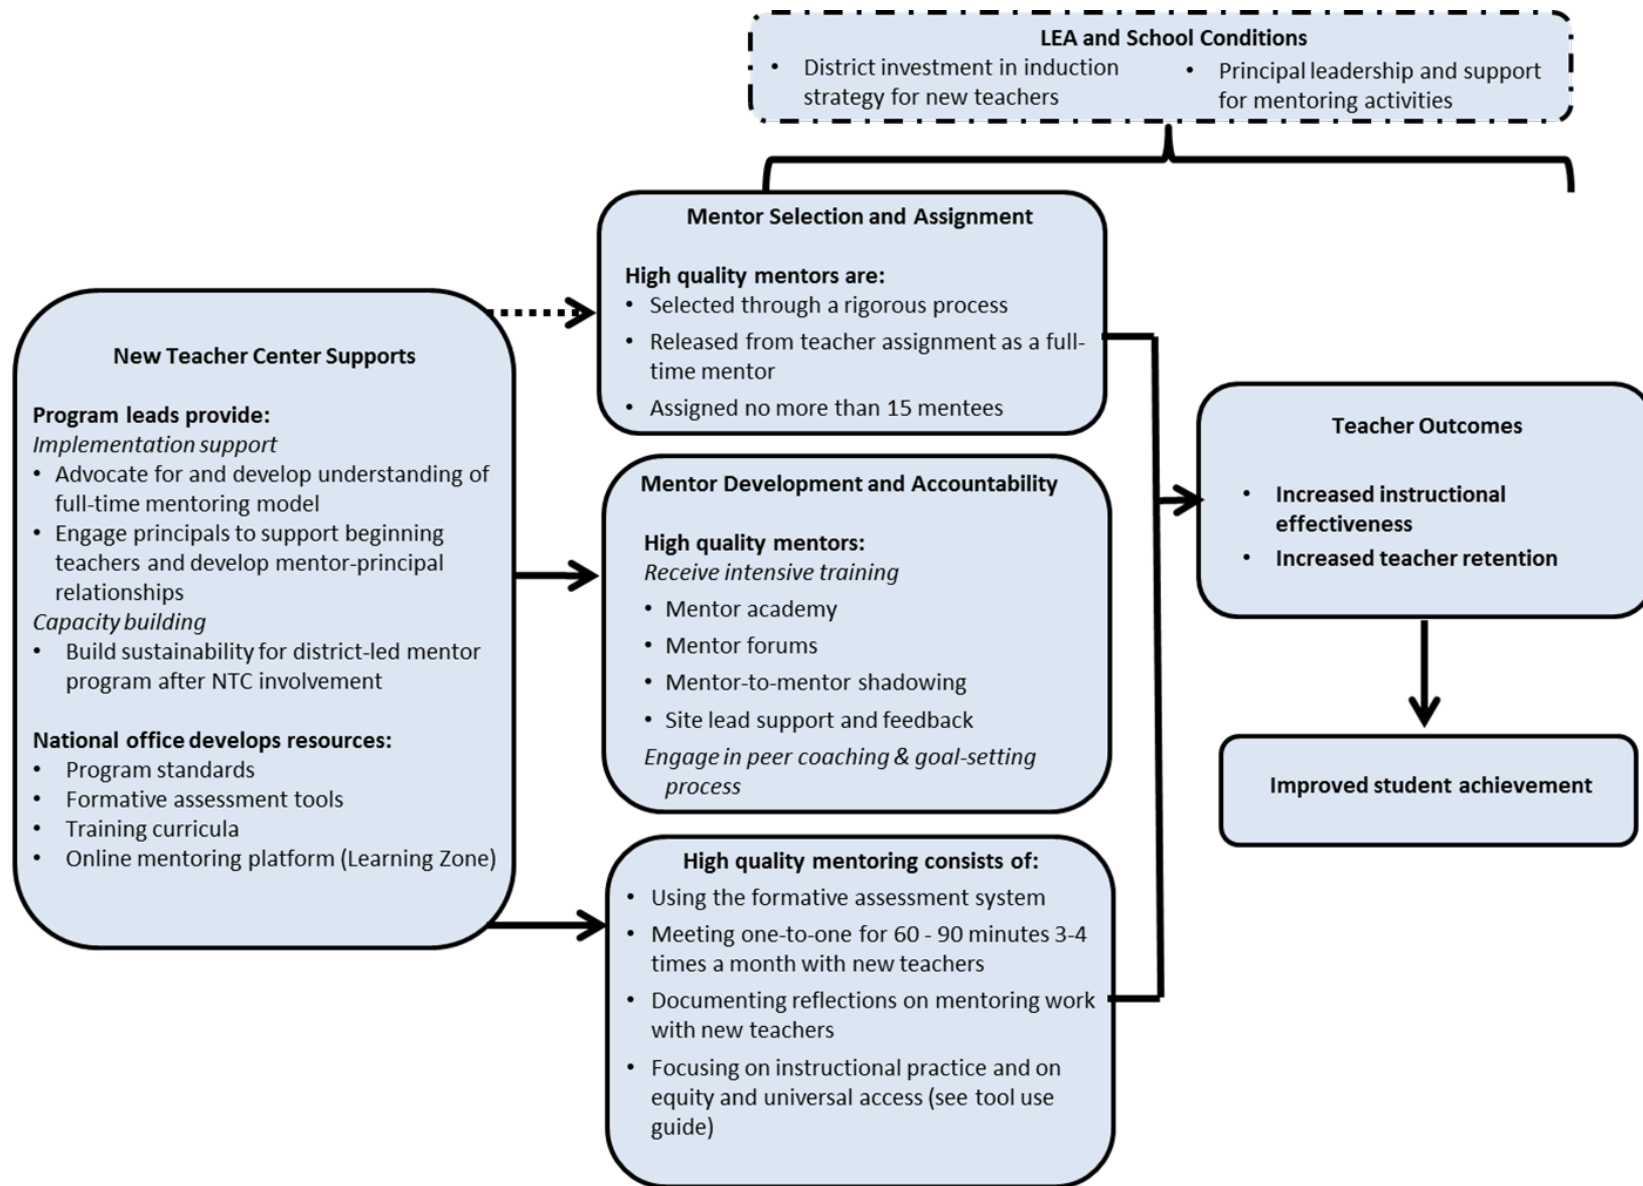 LEA and School Conditions
• District investment in induction
strategy for new teachers
• Principal leadership and support
for mentoring activities
New Teacher Center Supports
Program leads provide:
Implementation support
• Advocate for and develop understanding of
full-time mentoring model
• Engage principals to support beginning
teachers and develop mentor-principal
relationships
Capacity building
• Build sustainability for district-led mentor
program after NTC involvement
National office develops resources:
• Program standards
• Formative assessment tools
• Training curricula
• Online mentoring platform (Learning Zone)
Mentor Selection and Assignment
High quality mentors are:
• Selected through a rigorous process
• Released from teacher assignment as a full-
time mentor
• Assigned no more than 15 mentees
Mentor Development and Accountability
High quality mentors:
Receive intensive training
• Mentor academy
• Mentor forums
• Mentor-to-mentor shadowing
• Site lead support and feedback
Engage in peer coaching & goal-setting
process
High quality mentoring consists of:
• Using the formative assessment system
• Meeting one-to-one for 60 - 90 minutes 3-4
times a month with new teachers
• Documenting reflections on mentoring work
with new teachers
• Focusing on instructional practice and on
equity and universal access (see tool use
guide)
Teacher Outcomes
• Increased instructional
effectiveness
• Increased teacher retention
Improved student achievement